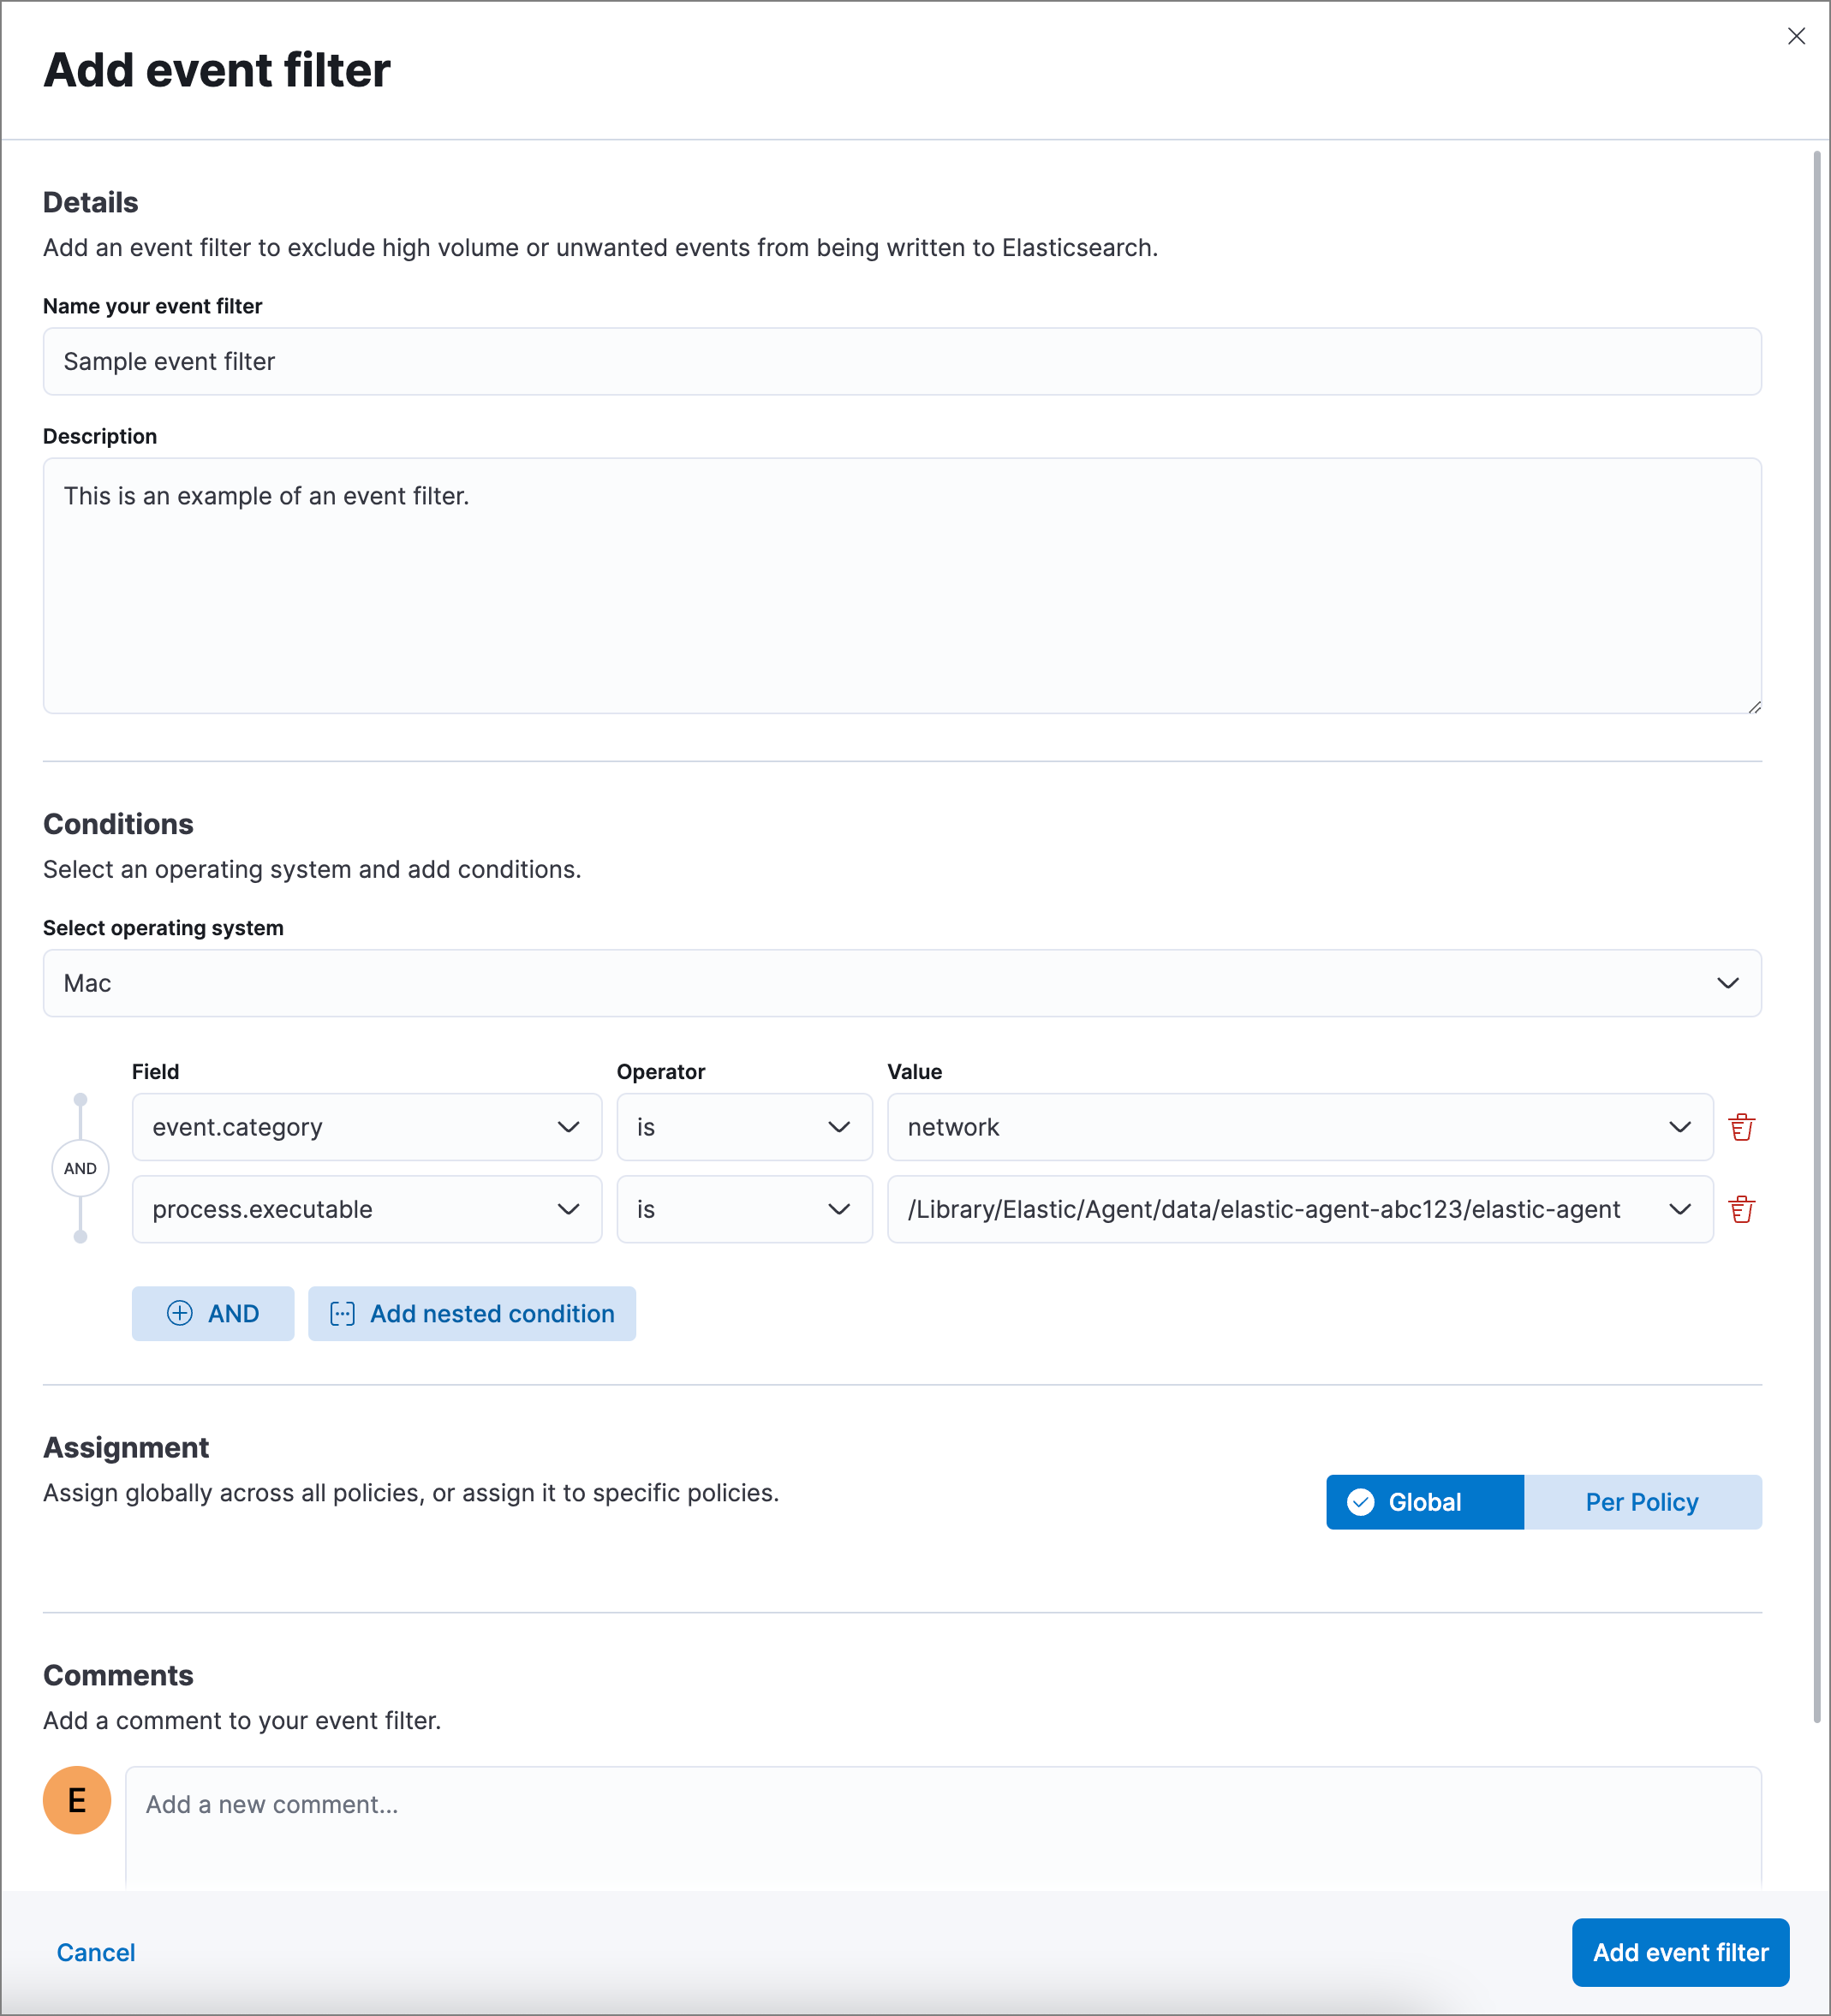 Add event filter
Details
Add an event filter to exclude high volume or unwanted events from being written to Elasticsearch.
Name your event filter
Sample event filter
Description
This is an example of an event filter.
Conditions
Select an operating system and add conditions.
Select operating system
Mac
Field Operator Value
event.category is network
AND
process.executable is /Library/Elastic/Agent/data/elastic-agent-abc123/elastic-agent
AND Add nested condition
Assignment
Assign globally across all policies, or assign it to specific policies.
Global Per Policy
Comments
Add a comment to your event filter.
E
Add a new comment...
Cancel Add event filter